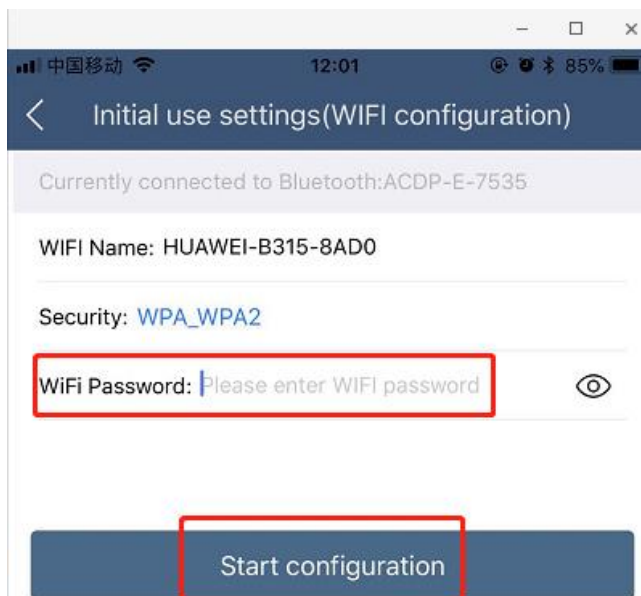 中国移动 12:01 85%
Initial use settings(WIFI configuration)
Currently connected to Bluetooth:ACDP-E-7535
WIFI Name: HUAWEI-B315-8AD0
Security: WPA_WPA2
WiFi Password: Please enter WIFI password
Start configuration